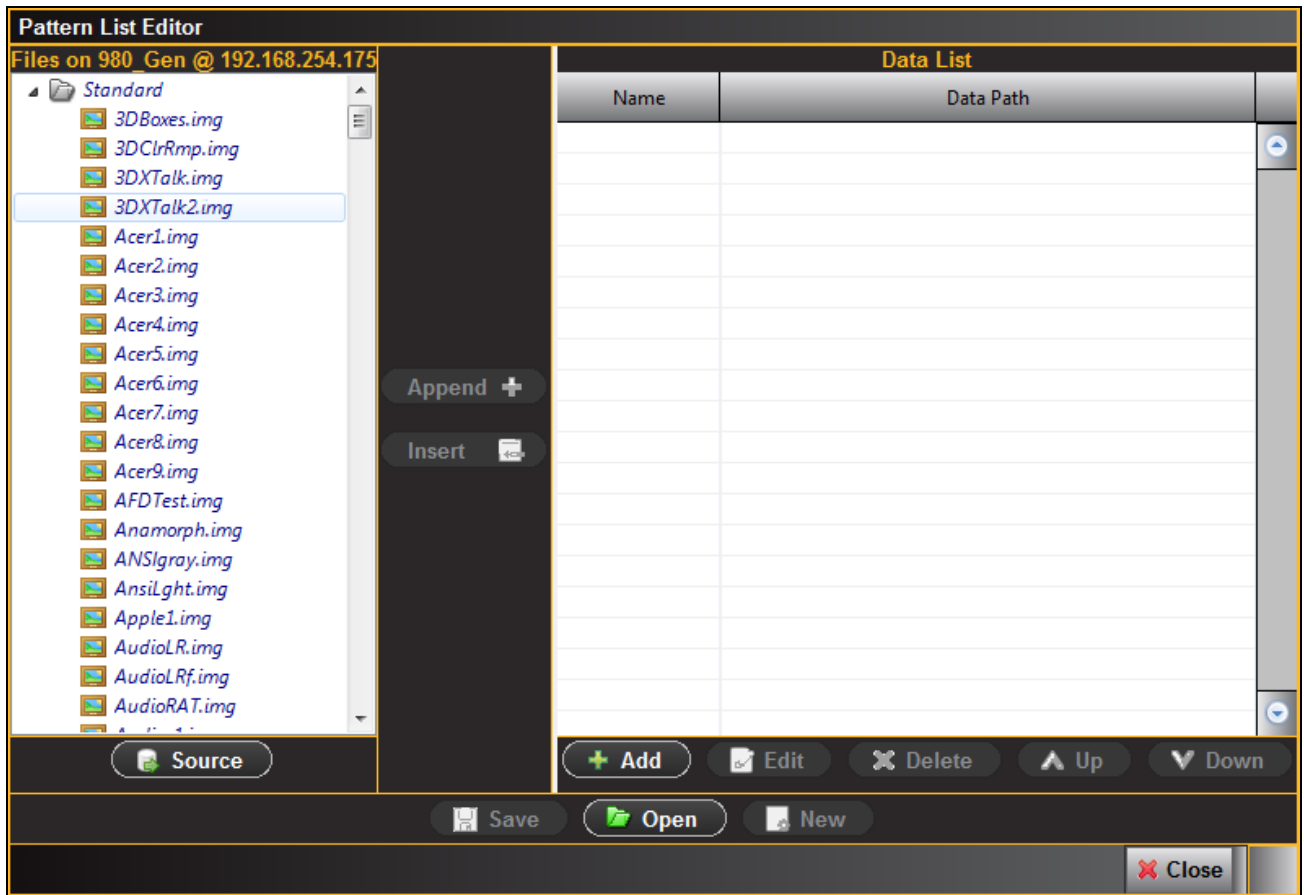 Pattern List Editor
Files on 980_Gen @ 192.168.254.175
Standard
3DBoxes.img
3DClrRmp.img
3DXTalk.img
3DXTalk2.img
Acer1.img
Acer2.img
Acer3.img
Acer4.img
Acer5.img
Acer6.img
Acer7.img
Acer8.img
Acer9.img
AFDTest.img
Anamorph.img
ANSIgray.img
AnsiLght.img
Apple1.img
AudioLR.img
AudioLRf.img
AudioRAT.img
Source
Append
Insert
Data List
Name Data Path
Add Edit Delete Up Down
Save Open New
Close